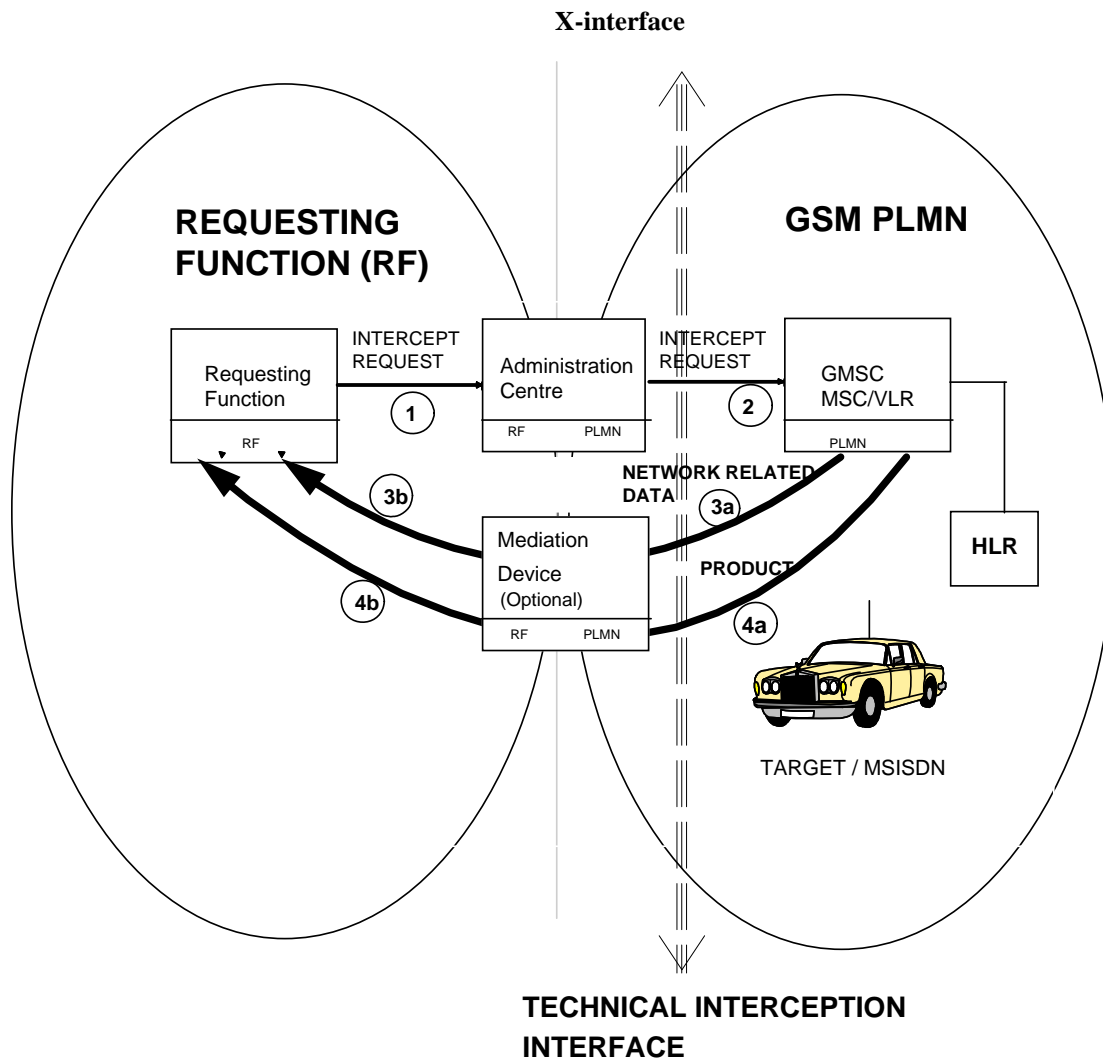 X-interface
REQUESTING
FUNCTION (RF)
GSM PLMN
INTERCEPT
REQUEST
INTERCEPT
REQUEST
Requesting
Function
RF
1
Administration
Centre
RF PLMN
2
GMSC
MSC/VLR
PLMN
NETWORK RELATED
DATA
3b
3a
Mediation
Device
(Optional)
RF PLMN
PRODUCT
4b
4a
HLR
TARGET / MSISDN
TECHNICAL INTERCEPTION
INTERFACE